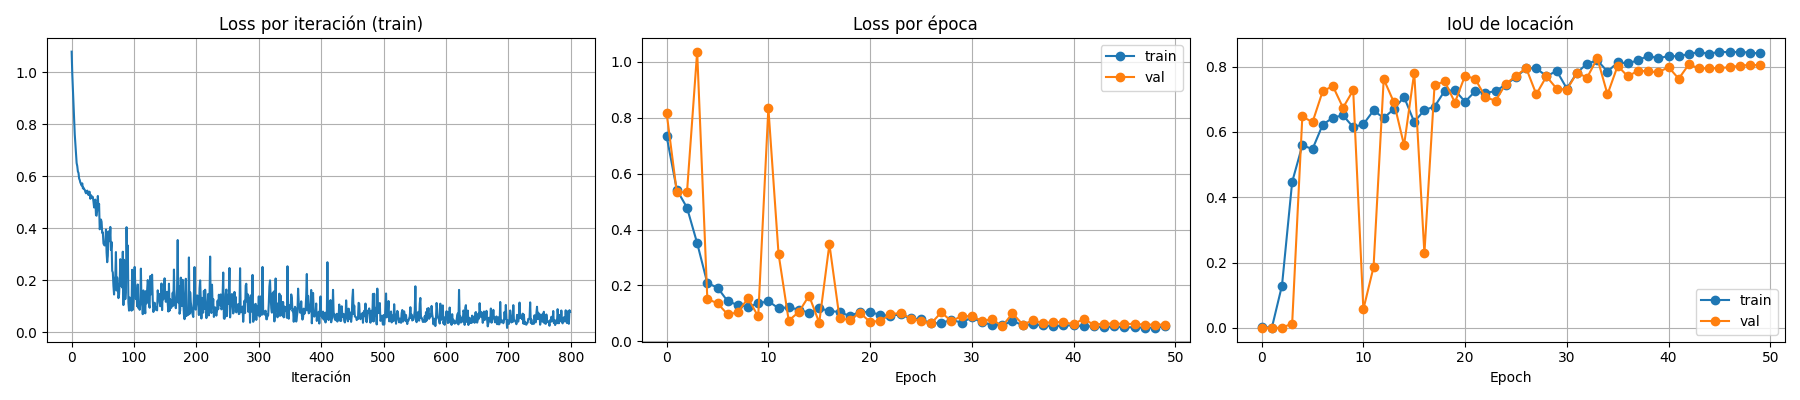 Loss por iteración (train)
1.0
0.8
0.6
0.4
0.2
0.0
0 100 200 300 400 500 600 700 800
Iteración
Loss por época
train
val
1.0
0.8
0.6
0.4
0.2
0.0
0 10 20 30 40 50
Epoch
IoU de locación
0.8
0.6
0.4
0.2
0.0
train
val
0 10 20 30 40 50
Epoch